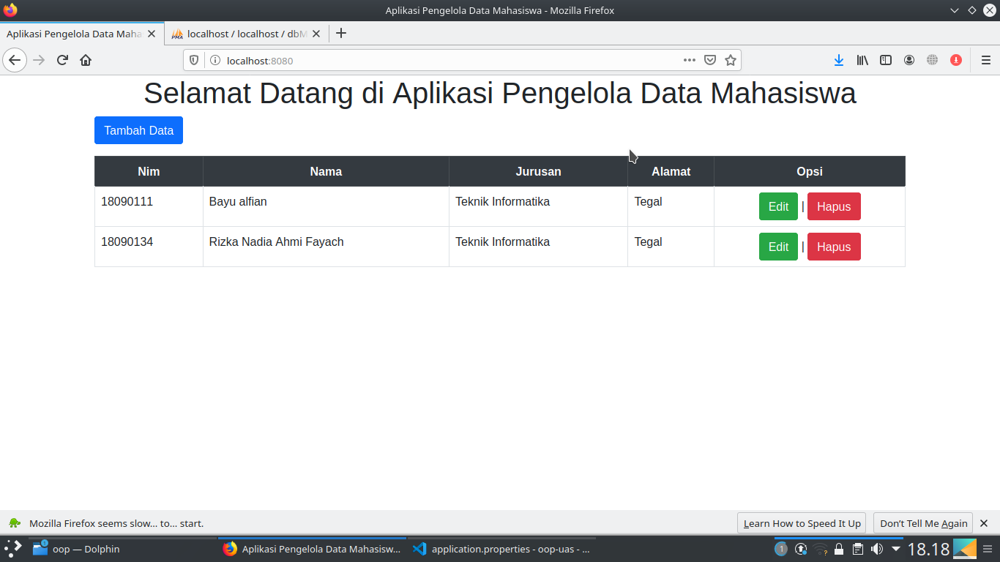 Aplikasi Pengelola Data Mahasiswa - Mozilla Firefox
Aplikasi Pengelola Data Maha
PMA localhost / localhost / dbM
localhost:8080
Selamat Datang di Aplikasi Pengelola Data Mahasiswa
Tambah Data
Nim Nama Jurusan Alamat Opsi
18090111 Bayu alfian Teknik Informatika Tegal Edit | Hapus
18090134 Rizka Nadia Ahmi Fayach Teknik Informatika Tegal Edit | Hapus
Mozilla Firefox seems slow... to... start. Learn How to Speed It Up Don't Tell Me Again
1 oop — Dolphin Aplikasi Pengelola Data Mahasisw... application.properties - oop-uas - ... 1 ? 18.18